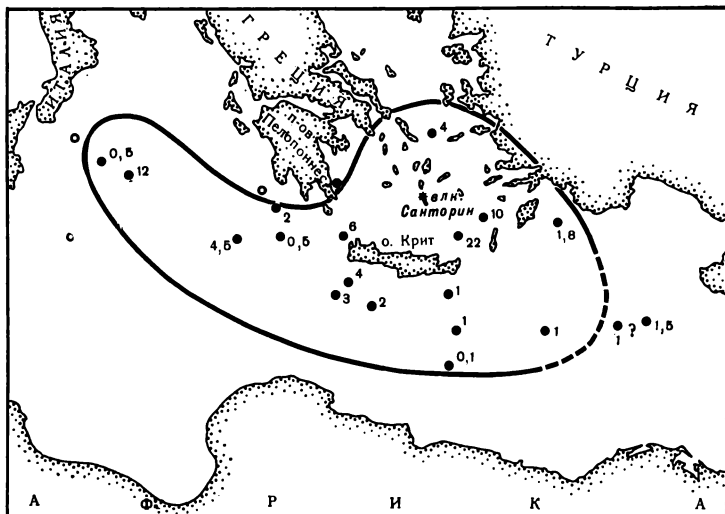 ИТАЛИЯ
ГРЕЦИЯ
ТУРЦИЯ
п-ов
Пелопоннес
4
0,5
12
влк.
Санторин
10
2
6
4,5
0,5
о. Крит
22
1,8
4
3
2
1
1
1
1 ?
1,5
0,1
АФРИКА